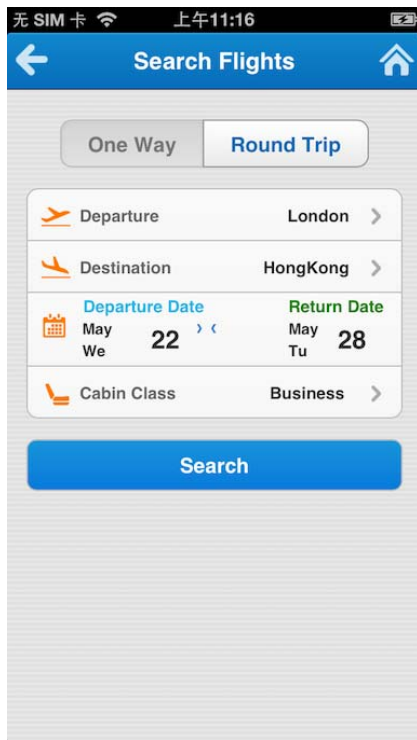 无 SIM 卡 上午11:16
Search Flights
One Way Round Trip
Departure London
Destination HongKong
Departure Date Return Date
May 22 May 28
We Tu
Cabin Class Business
Search